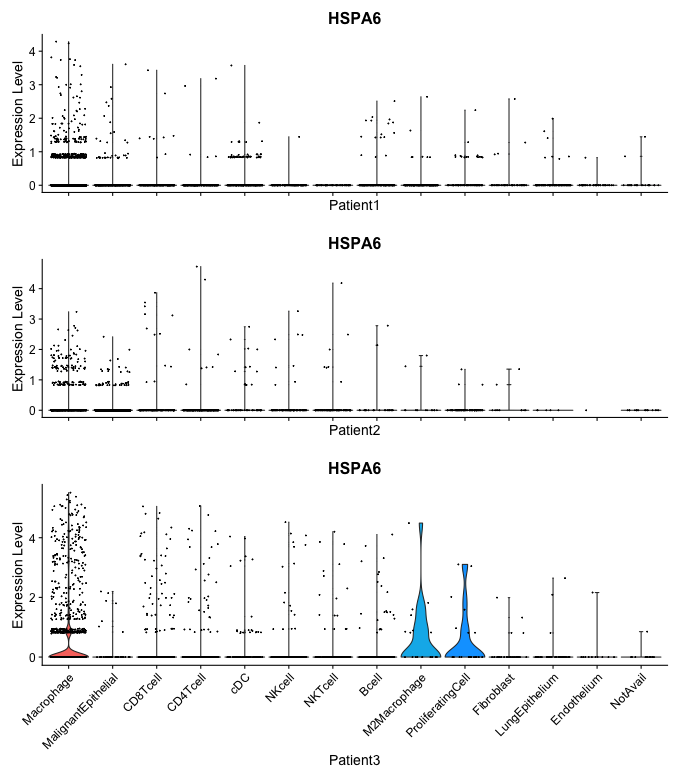 HSPA6
Expression Level
4
3
2
1
0
Patient1
HSPA6
Expression Level
4
3
2
1
0
Patient2
HSPA6
Expression Level
4
2
0
Macrophage
MalignantEpithelial
CD8Tcell
CD4Tcell
cDC
NKcell
NKTcell
Bcell
M2Macrophage
ProliferatingCell
Fibroblast
LungEpithelium
Endothelium
NotAvail
Patient3